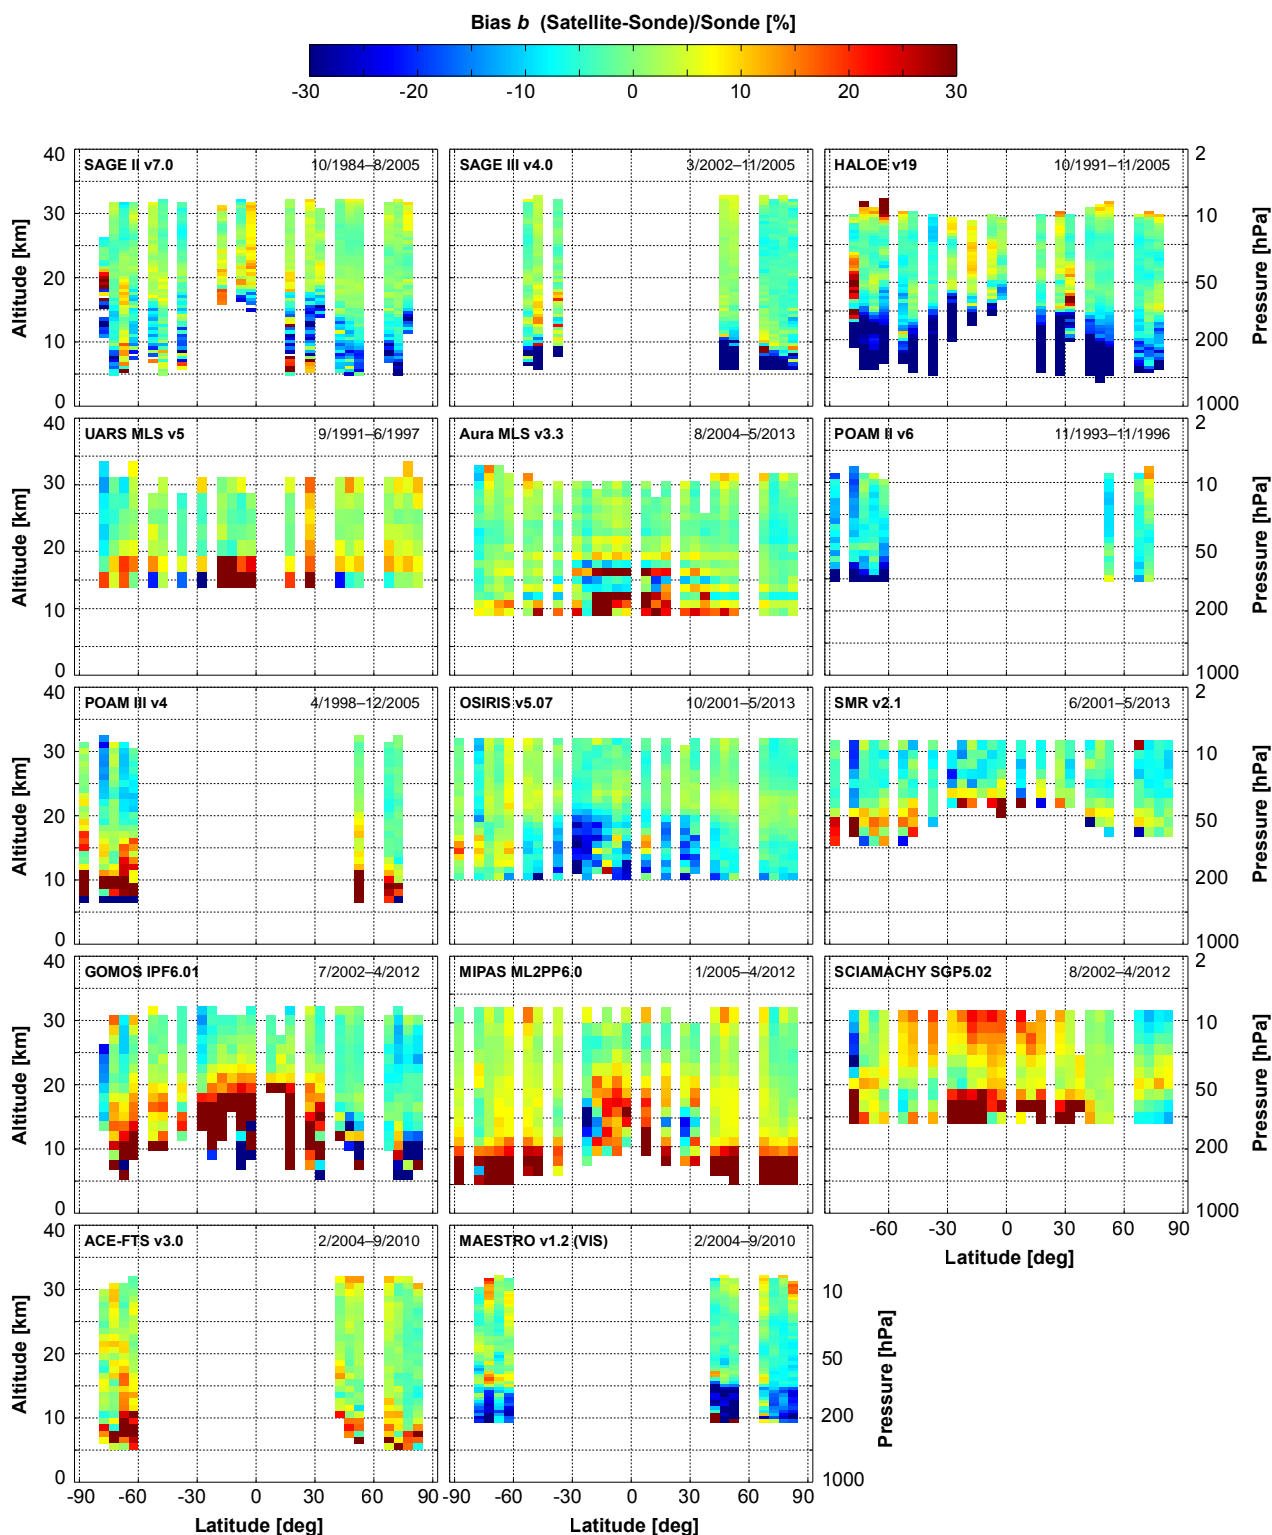 Bias b (Satellite-Sonde)/Sonde [%]
-30 -20 -10 0 10 20 30
SAGE II v7.0 10/1984–8/2005
SAGE III v4.0 3/2002–11/2005
HALOE v19 10/1991–11/2005
Altitude [km]
40
30
20
10
0
Pressure [hPa]
2
10
50
200
1000
UARS MLS v5 9/1991–6/1997
Aura MLS v3.3 8/2004–5/2013
POAM II v6 11/1993–11/1996
Altitude [km]
40
30
20
10
0
Pressure [hPa]
2
10
50
200
1000
POAM III v4 4/1998–12/2005
OSIRIS v5.07 10/2001–5/2013
SMR v2.1 6/2001–5/2013
Altitude [km]
40
30
20
10
0
Pressure [hPa]
2
10
50
200
1000
GOMOS IPF6.01 7/2002–4/2012
MIPAS ML2PP6.0 1/2005–4/2012
SCIAMACHY SGP5.02 8/2002–4/2012
Altitude [km]
40
30
20
10
0
Pressure [hPa]
2
10
50
200
1000
-60 -30 0 30 60 90
Latitude [deg]
ACE-FTS v3.0 2/2004–9/2010
MAESTRO v1.2 (VIS) 2/2004–9/2010
Altitude [km]
40
30
20
10
0
Pressure [hPa]
10
50
200
1000
-90 -60 -30 0 30 60 90
Latitude [deg]
-90 -60 -30 0 30 60 90
Latitude [deg]